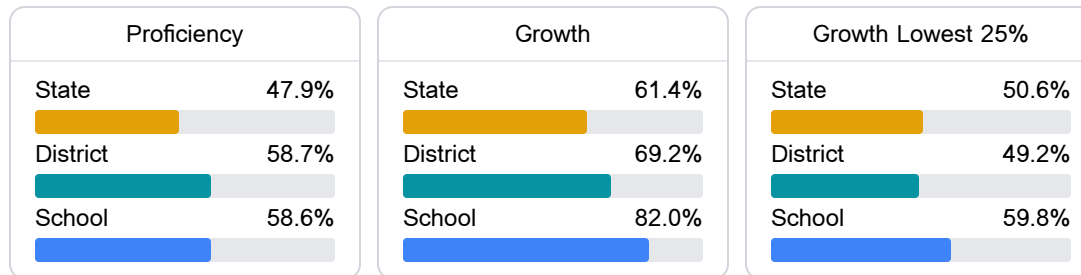 Proficiency
State 47.9%
District 58.7%
School 58.6%
Growth
State 61.4%
District 69.2%
School 82.0%
Growth Lowest 25%
State 50.6%
District 49.2%
School 59.8%